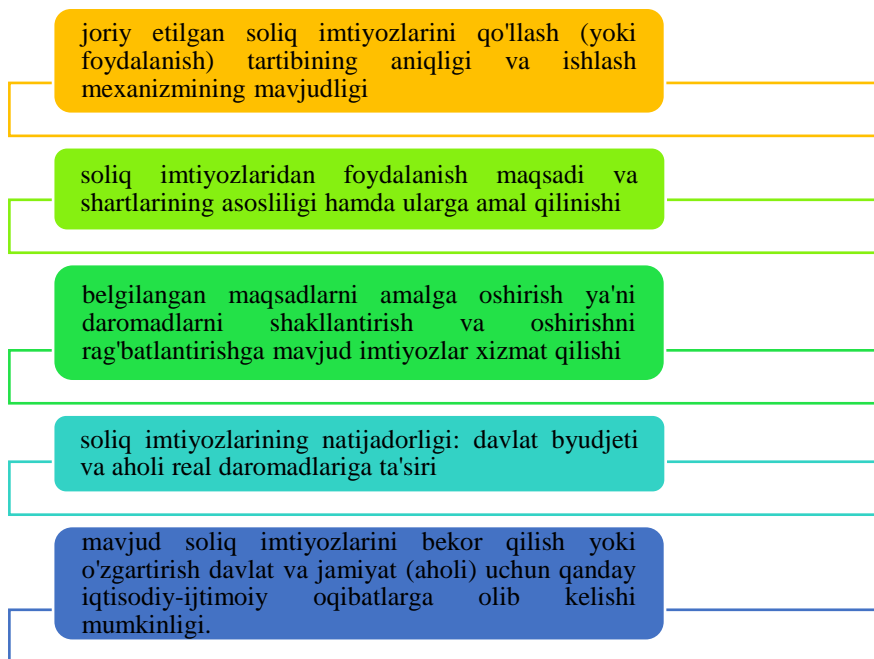 joriy etilgan soliq imtiyozlarini qo'llash (yoki
foydalanish) tartibining aniqligi va ishlash
mexanizmining mavjudligi
soliq imtiyozlaridan foydalanish maqsadi va
shartlarining asosliligi hamda ularga amal qilinishi
belgilangan maqsadlarni amalga oshirish ya'ni
daromadlarni shakllantirish va oshirishni
rag'batlantirishga mavjud imtiyozlar xizmat qilishi
soliq imtiyozlarining natijadorligi: davlat byudjeti
va aholi real daromadlariga ta'siri
mavjud soliq imtiyozlarini bekor qilish yoki
o'zgartirish davlat va jamiyat (aholi) uchun qanday
iqtisodiy-ijtimoiy oqibatlarga olib kelishi
mumkinligi.